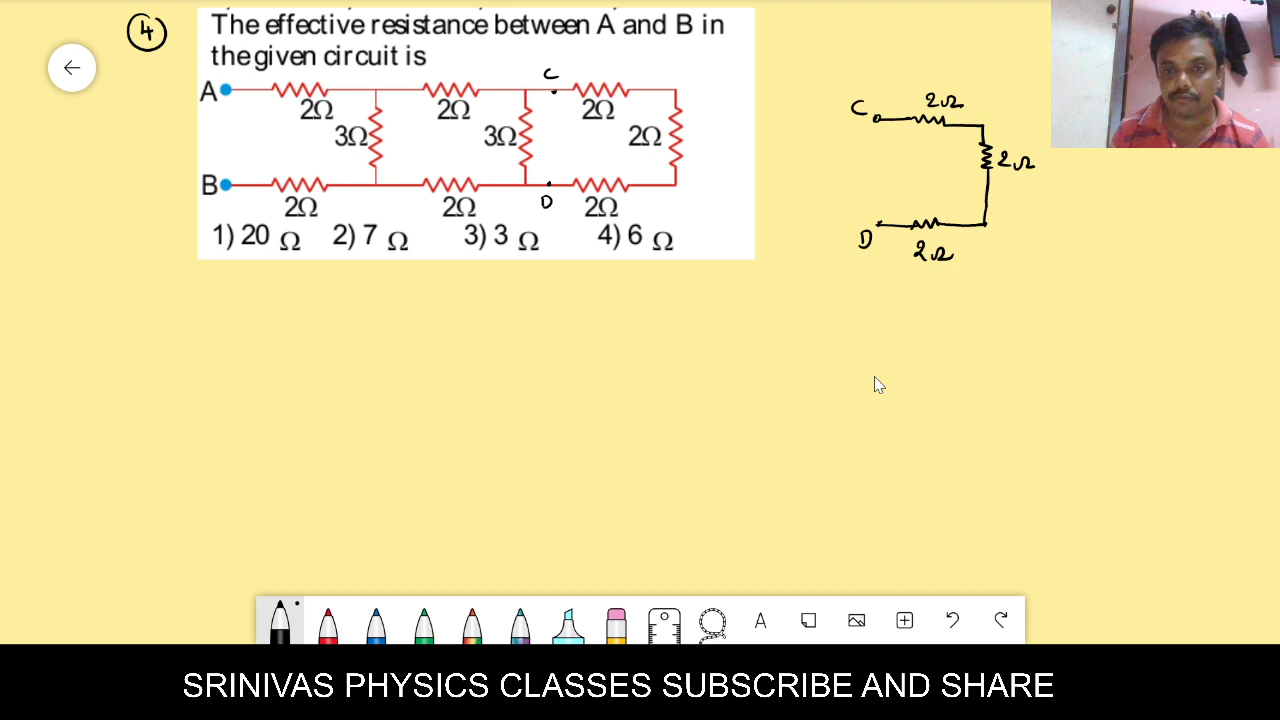 4
The effective resistance between A and B in
the given circuit is
C
A 2Ω 2Ω 2Ω
3Ω 3Ω 2Ω
B 2Ω 2Ω D 2Ω
1) 20 Ω 2) 7 Ω 3) 3 Ω 4) 6 Ω
C 2Ω
2Ω
D 2Ω
A
SRINIVAS PHYSICS CLASSES SUBSCRIBE AND SHARE